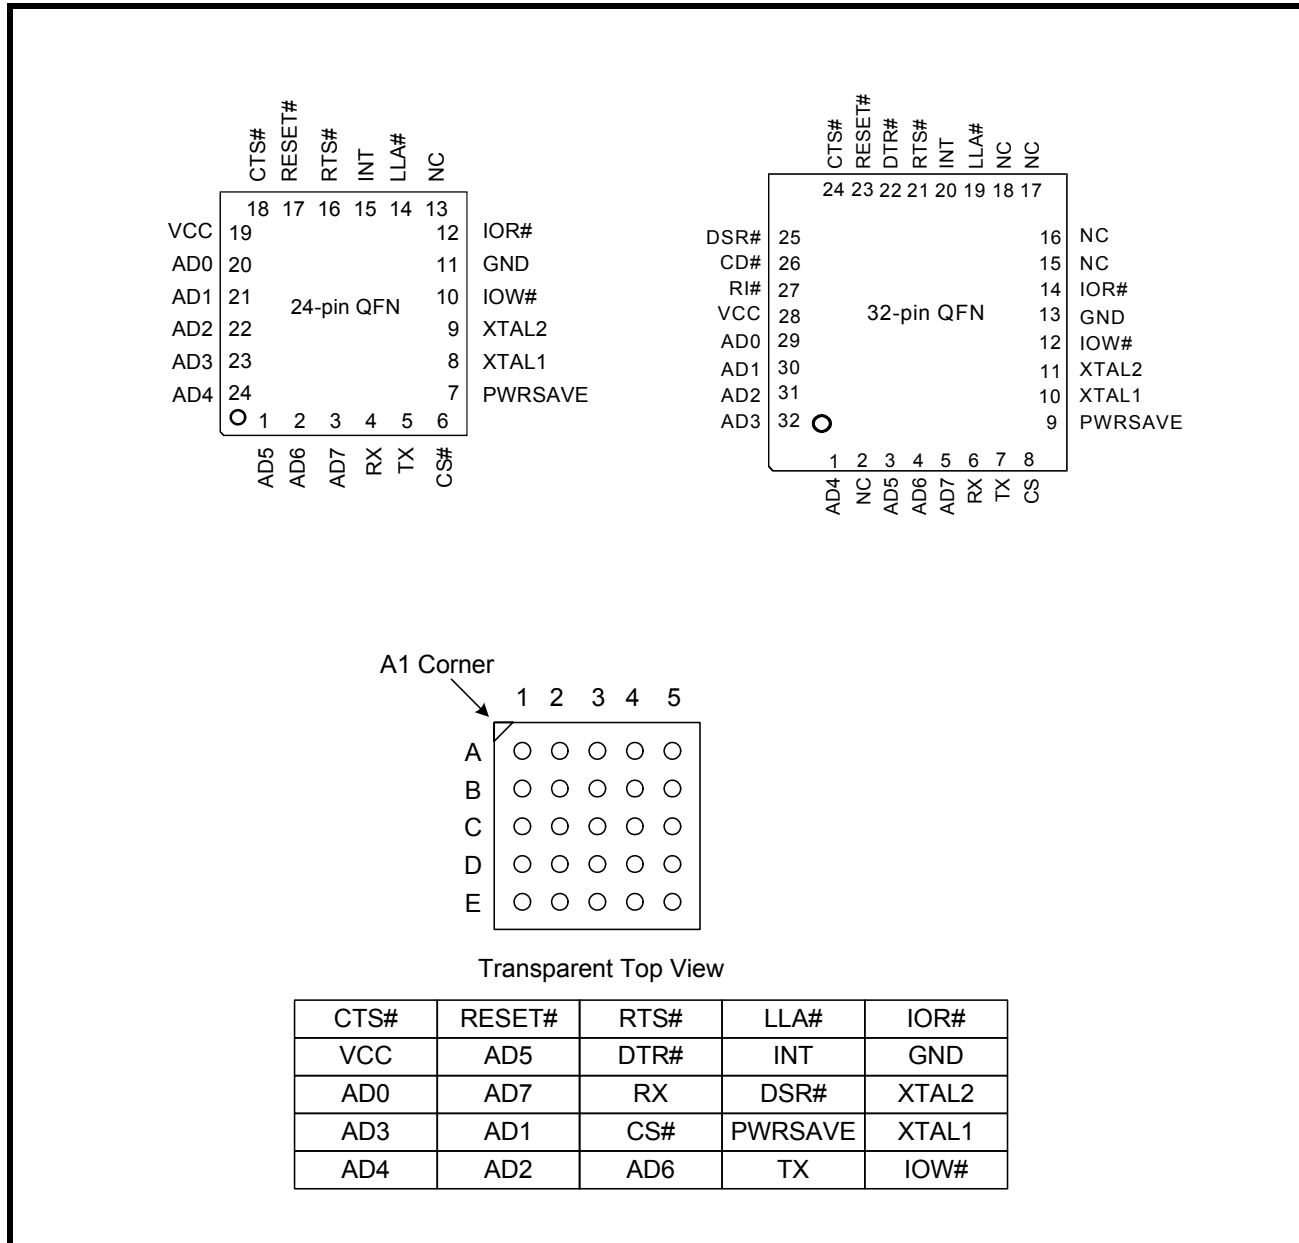 CTS# RESET# RTS# INT LLA# NC
18 17 16 15 14 13
VCC 19 12 IOR#
AD0 20 11 GND
AD1 21 10 IOW#
24-pin QFN
AD2 22 9 XTAL2
AD3 23 8 XTAL1
AD4 24 7 PWRSAVE
1 2 3 4 5 6
AD5 AD6 AD7 RX TX CS#
CTS# RESET# DTR# RTS# INT LLA# NC NC
24 23 22 21 20 19 18 17
DSR# 25 16 NC
CD# 26 15 NC
RI# 27 14 IOR#
VCC 28 32-pin QFN 13 GND
AD0 29 12 IOW#
AD1 30 11 XTAL2
AD2 31 10 XTAL1
AD3 32 9 PWRSAVE
1 2 3 4 5 6 7 8
AD4 NC AD5 AD6 AD7 RX TX CS
A1 Corner
1 2 3 4 5
A
B
C
D
E
Transparent Top View
CTS# RESET# RTS# LLA# IOR#
VCC AD5 DTR# INT GND
AD0 AD7 RX DSR# XTAL2
AD3 AD1 CS# PWRSAVE XTAL1
AD4 AD2 AD6 TX IOW#